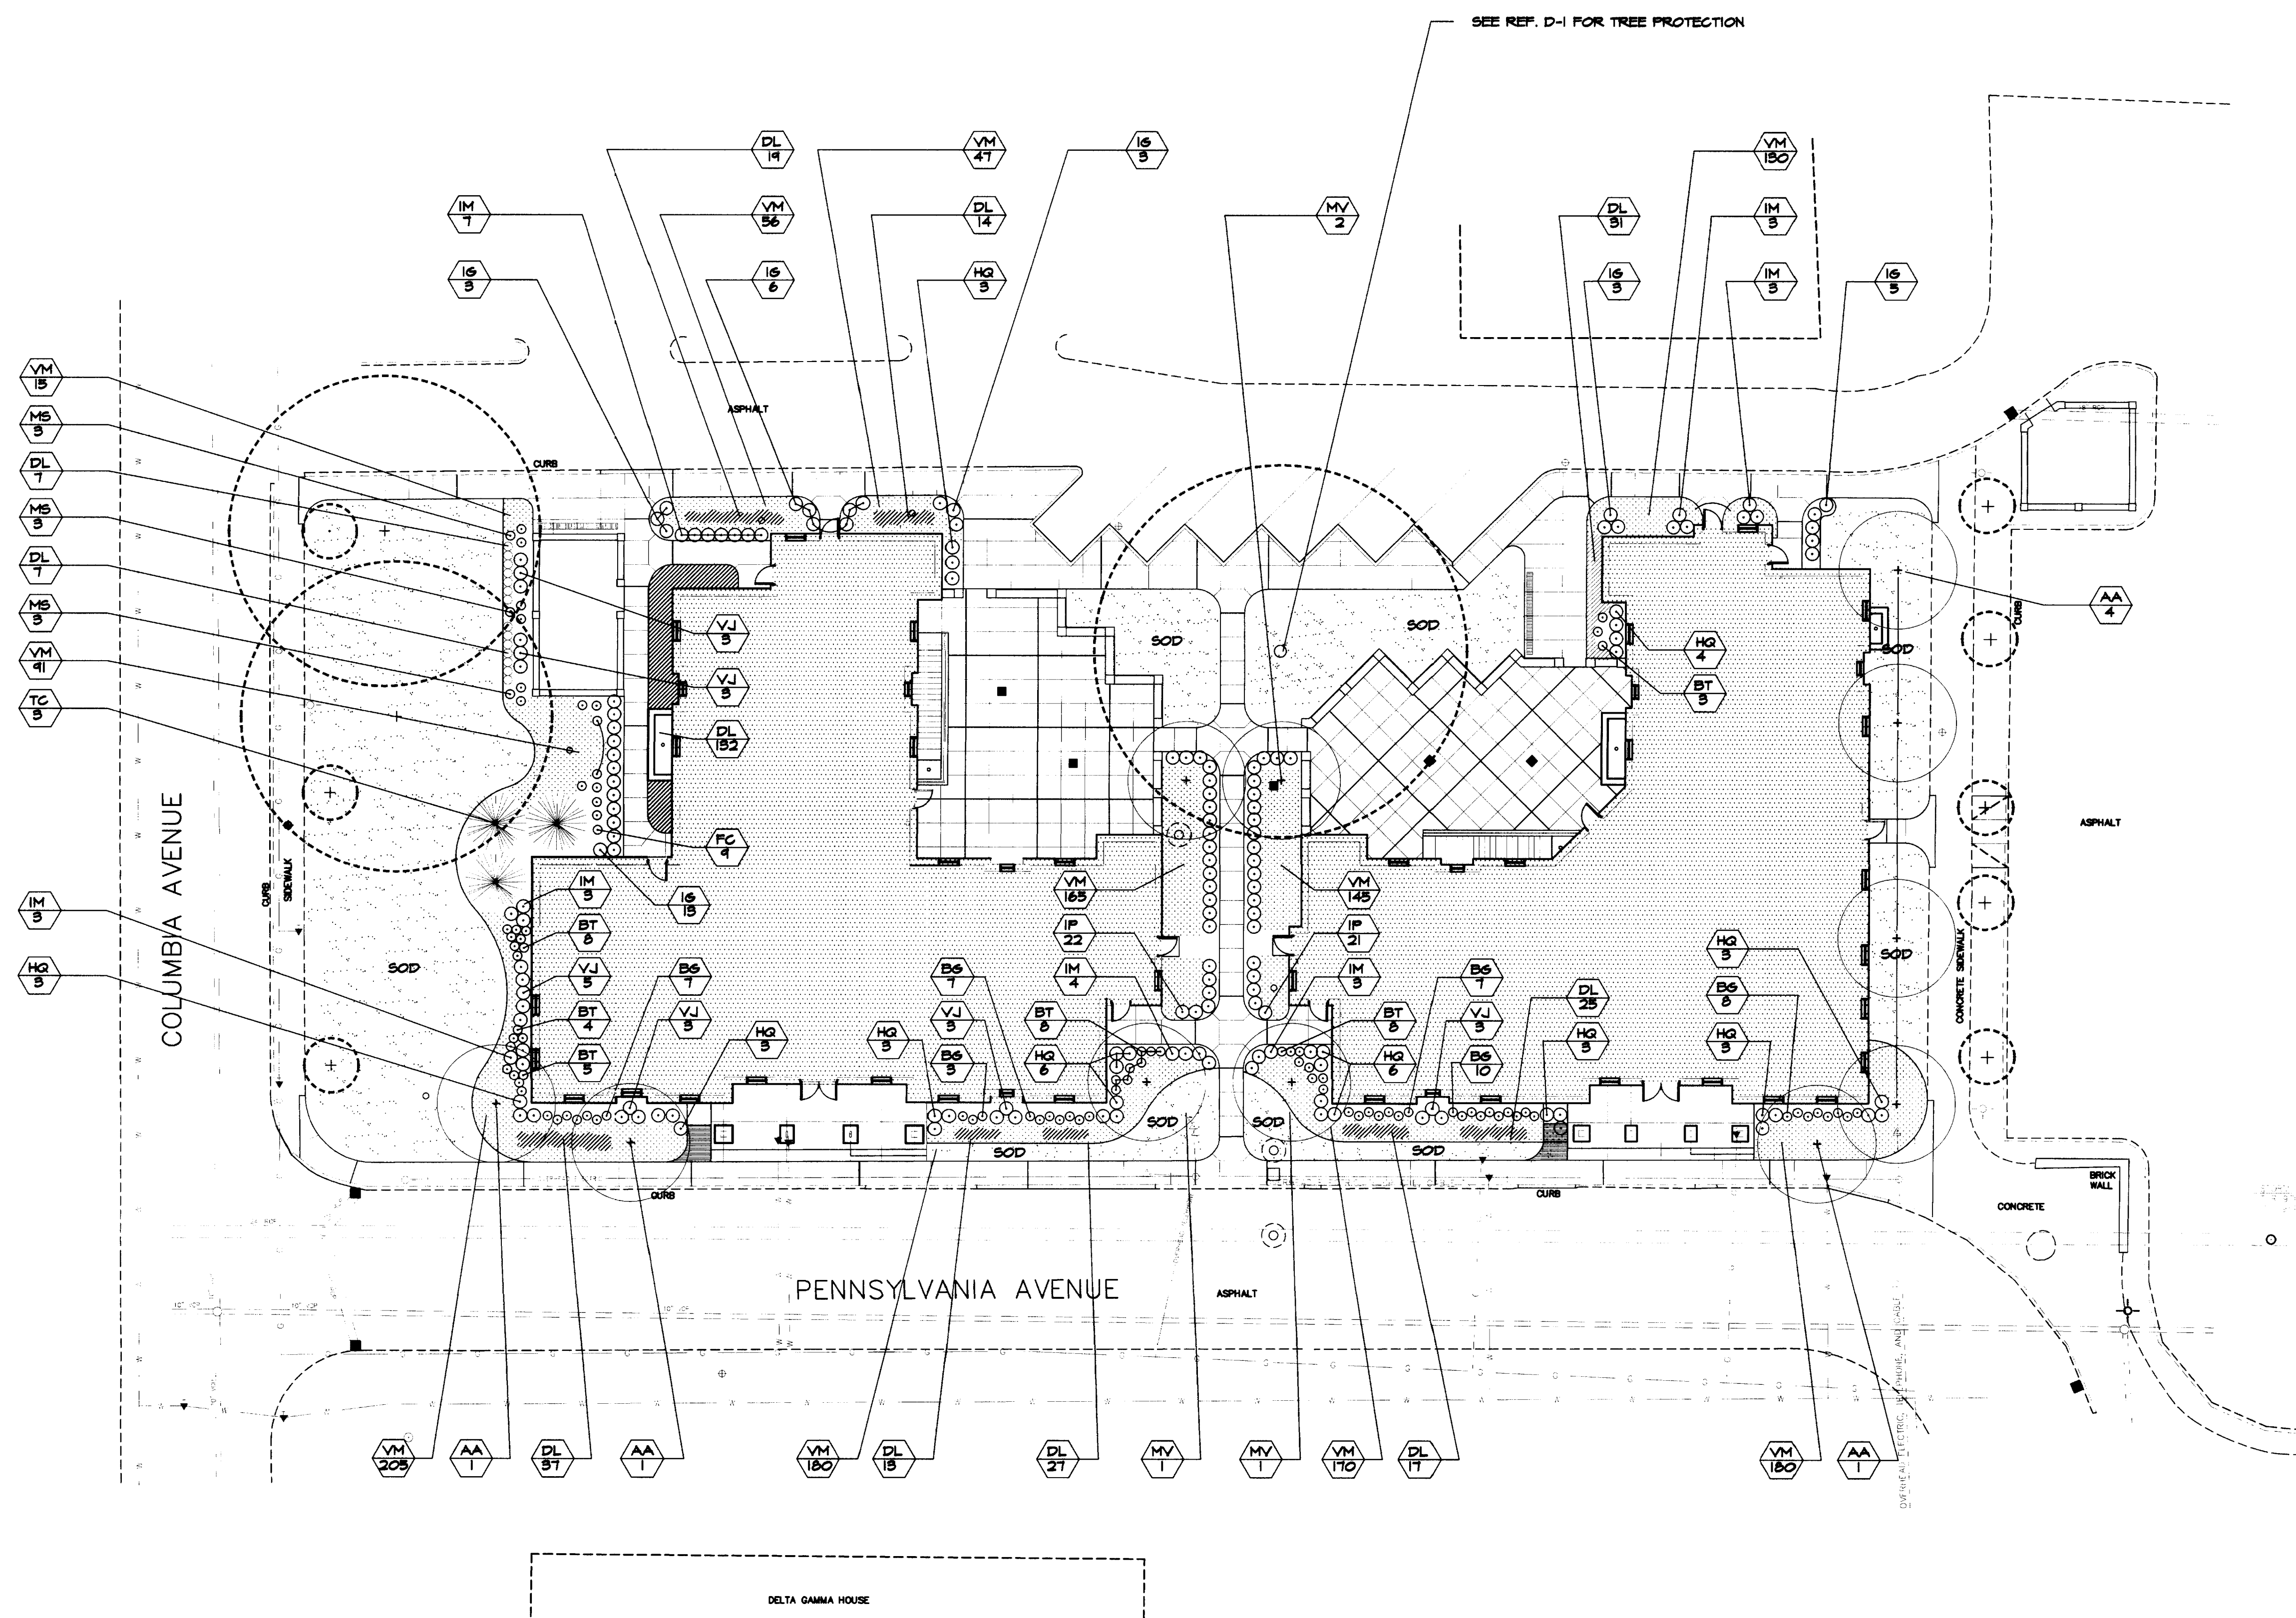 SEE REF. D-1 FOR TREE PROTECTION
DL
19
VM
47
IG
3
VM
130
IM
7
VM
56
DL
14
MV
2
DL
31
IM
3
IG
3
IG
6
HQ
3
IG
3
IM
3
IG
5
VM
15
MS
3
DL
7
MS
3
DL
7
MS
3
VM
91
TC
3
IM
3
HQ
3
ASPHALT
CURB
VJ
3
VJ
3
DL
132
FC
9
IG
13
SOD
SOD
HQ
4
BT
3
SOD
AA
4
CURB
ASPHALT
COLUMBIA AVENUE
CURB
SIDEWALK
SOD
IM
3
BT
8
VJ
5
BT
4
BT
5
BG
7
VJ
3
HQ
3
HQ
3
BG
7
VJ
3
BG
3
VM
165
IP
22
IM
4
BT
8
HQ
6
VM
145
IP
21
IM
3
BT
8
HQ
6
BG
7
VJ
3
BG
10
DL
25
HQ
3
HQ
3
BG
8
HQ
3
SOD
CONCRETE SIDEWALK
SOD
SOD
SOD
SOD
CURB
CURB
BRICK
WALL
CONCRETE
PENNSYLVANIA AVENUE
ASPHALT
OVERHEAD ELECTRIC, TELEPHONE, AND CABLE
VM
205
AA
1
DL
37
AA
1
VM
180
DL
13
DL
27
MV
1
MV
1
VM
170
DL
17
VM
180
AA
1
DELTA GAMMA HOUSE